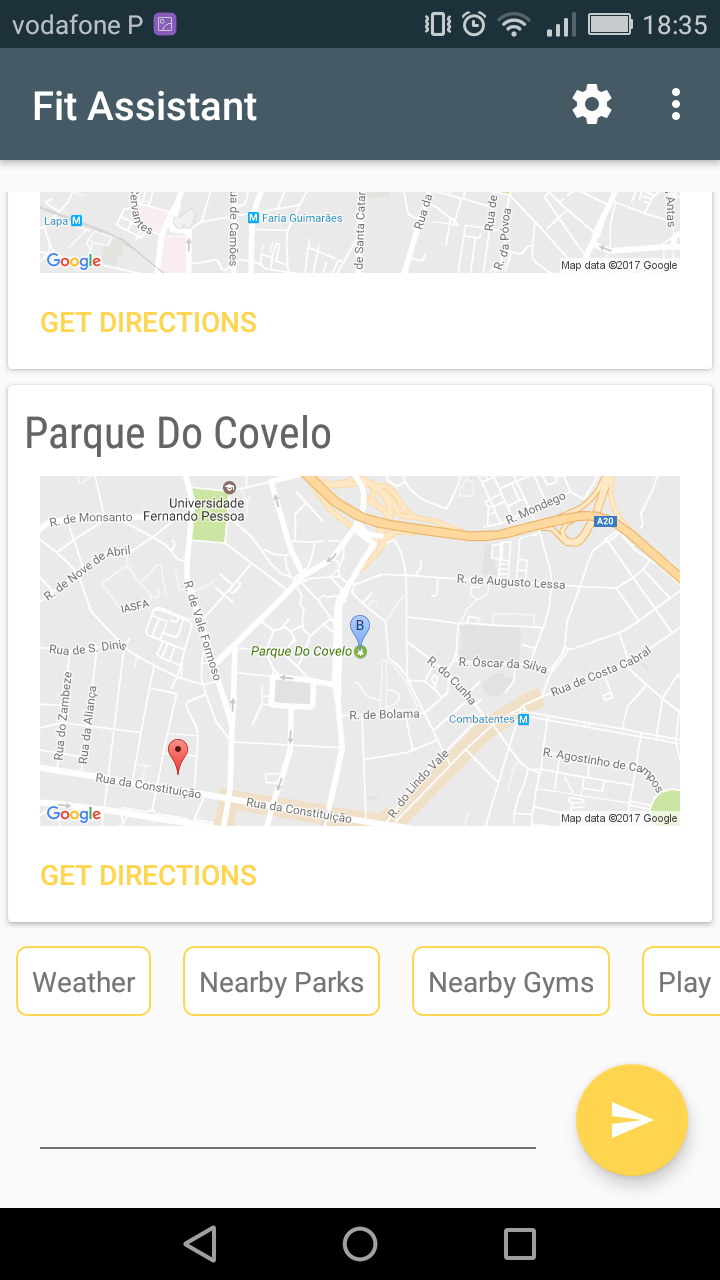 vodafone P
18:35
Fit Assistant
Lapa M
ervantes
ua de Camões
M Faria Guimarães
de Santa Catar
Rua da
Rua de
R. da Póvoa
Antas
Google
Map data ©2017 Google
GET DIRECTIONS
Parque Do Covelo
Universidade
Fernando Pessoa
R. de Monsanto
R. Mondego
A20
R. de Nove de Abril
R. de Augusto Lessa
IASFA
R. de Vale Formoso
B
Parque Do Covelo
Rua de S. Dinis
R. Óscar da Silva
R. do Cunha
Rua de Costa Cabral
Rua do Zambeze
Rua da Aliança
R. de Bolama
Combatentes M
R. do Lindo Vale
R. Agostinho de Campos
Rua da Constituição
Rua da Constituição
Google
Map data ©2017 Google
GET DIRECTIONS
Weather
Nearby Parks
Nearby Gyms
Play